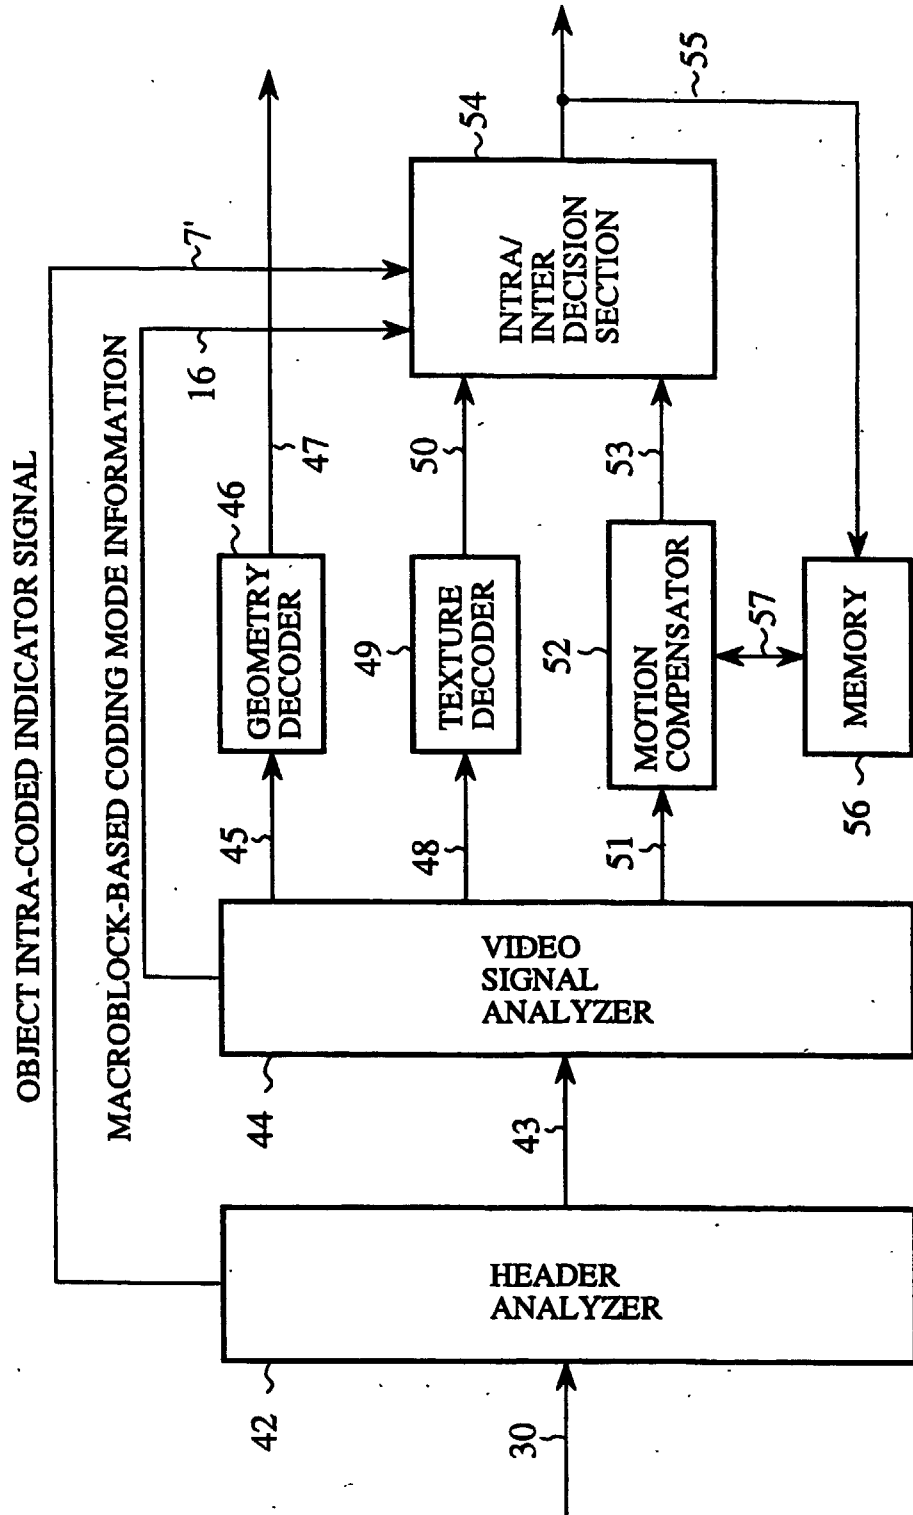 OBJECT INTRA-CODED INDICATOR SIGNAL
MACROBLOCK-BASED CODING MODE INFORMATION
7'
16
30
42
HEADER
ANALYZER
43
44
VIDEO
SIGNAL
ANALYZER
45
46
GEOMETRY
DECODER
47
48
49
TEXTURE
DECODER
50
51
52
MOTION
COMPENSATOR
53
54
INTRA/
INTER
DECISION
SECTION
55
56
MEMORY
57